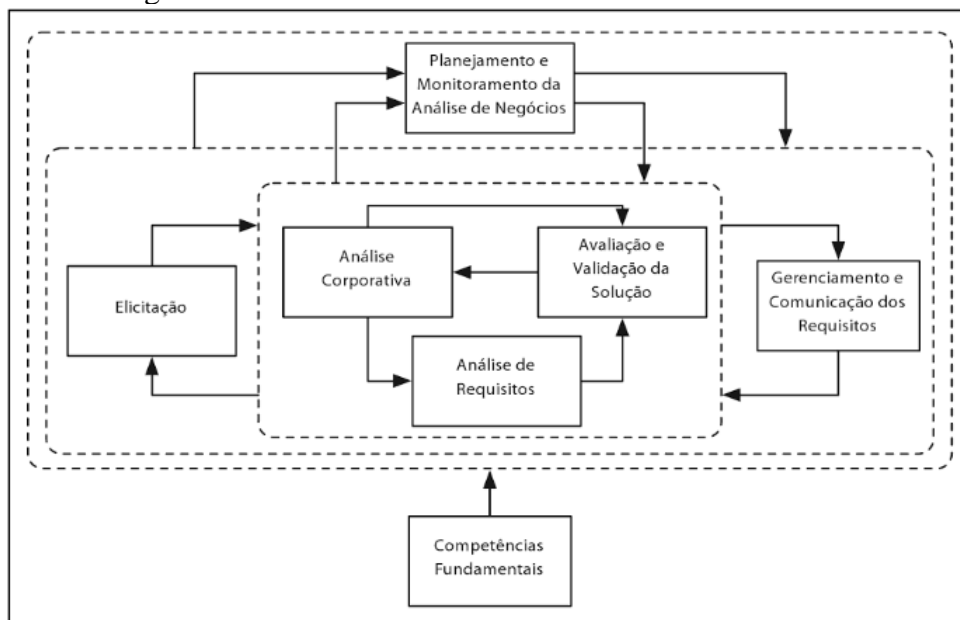 Planejamento e
Monitoramento da
Análise de Negócios
Análise
Corporativa
Avaliação e
Validação da
Solução
Elicitação
Gerenciamento e
Comunicação dos
Requisitos
Análise de
Requisitos
Competências
Fundamentais